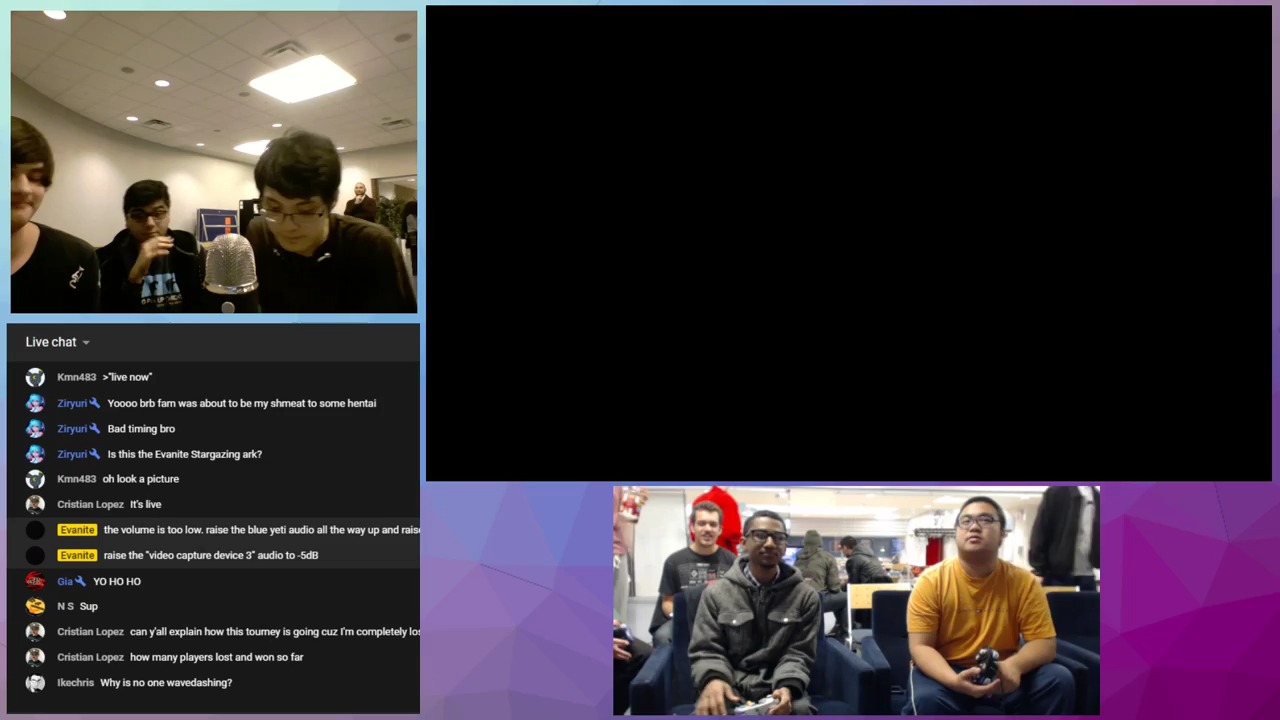 Live chat
Kmn483 >"live now"
Ziryuri Yoooo brb fam was about to be my shmeat to some hentai
Ziryuri Bad timing bro
Ziryuri Is this the Evanite Stargazing ark?
Kmn483 oh look a picture
Cristian Lopez It's live
Evanite the volume is too low. raise the blue yeti audio all the way up and raise
Evanite raise the "video capture device 3" audio to -5dB
Gia YO HO HO
N S Sup
Cristian Lopez can y'all explain how this tourney is going cuz I'm completely los
Cristian Lopez how many players lost and won so far
Ikechris Why is no one wavedashing?